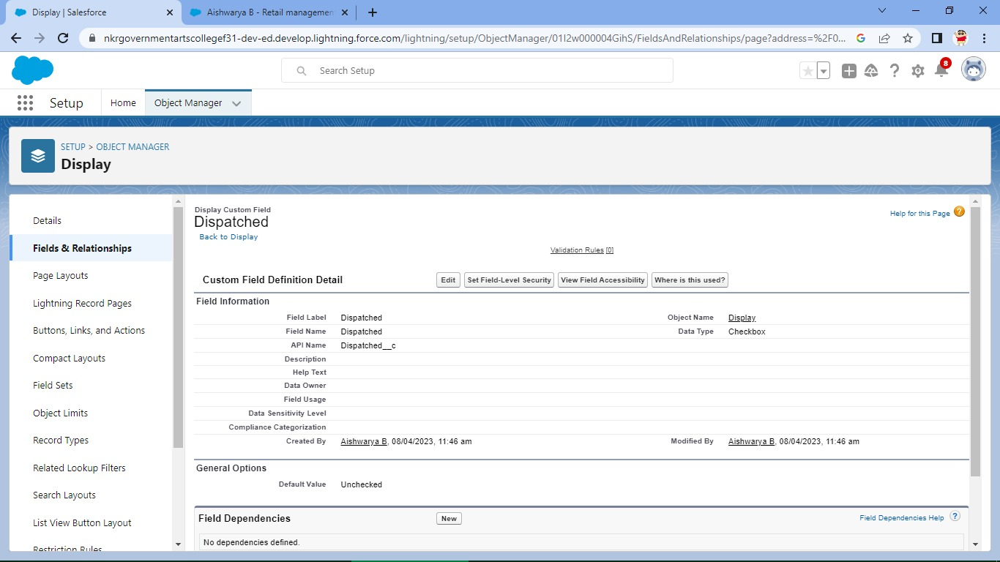 Display | Salesforce
Aishwarya B - Retail managemen
nkrgovernmentartscollegef31-dev-ed.develop.lightning.force.com/lightning/setup/ObjectManager/01I2w000004GihS/FieldsAndRelationships/page?address=%2F0...
Search Setup
8
Setup
Home
Object Manager
SETUP > OBJECT MANAGER
Display
Details
Fields & Relationships
Page Layouts
Lightning Record Pages
Buttons, Links, and Actions
Compact Layouts
Field Sets
Object Limits
Record Types
Related Lookup Filters
Search Layouts
List View Button Layout
Restriction Rules
Display Custom Field
Dispatched
Back to Display
Help for this Page
Validation Rules [0]
Custom Field Definition Detail
Edit
Set Field-Level Security
View Field Accessibility
Where is this used?
Field Information
Field Label Dispatched Object Name Display
Field Name Dispatched Data Type Checkbox
API Name Dispatched__c
Description
Help Text
Data Owner
Field Usage
Data Sensitivity Level
Compliance Categorization
Created By Aishwarya B, 08/04/2023, 11:46 am Modified By Aishwarya B, 08/04/2023, 11:46 am
General Options
Default Value Unchecked
Field Dependencies
New
Field Dependencies Help
No dependencies defined.